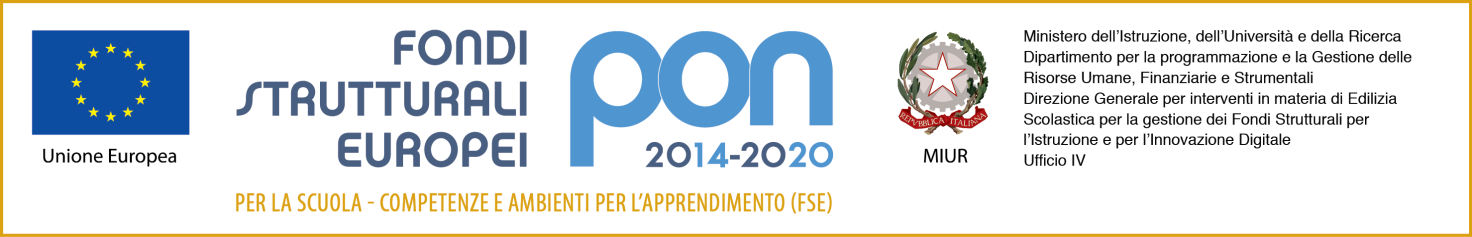 Unione Europea
FONDI
STRUTTURALI
EUROPEI
pon
2014-2020
PER LA SCUOLA - COMPETENZE E AMBIENTI PER L'APPRENDIMENTO (FSE)
REPVBBLICA ITALIANA
MIUR
Ministero dell'Istruzione, dell'Università e della Ricerca
Dipartimento per la programmazione e la Gestione delle
Risorse Umane, Finanziarie e Strumentali
Direzione Generale per interventi in materia di Edilizia
Scolastica per la gestione dei Fondi Strutturali per
l'Istruzione e per l'Innovazione Digitale
Ufficio IV